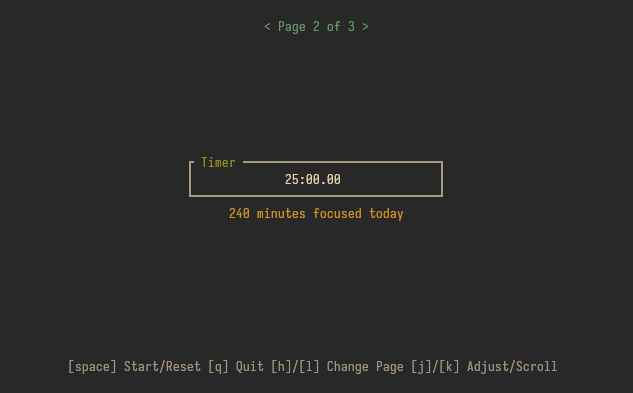 < Page 2 of 3 >
Timer
25:00.00
240 minutes focused today
[space] Start/Reset [q] Quit [h]/[l] Change Page [j]/[k] Adjust/Scroll